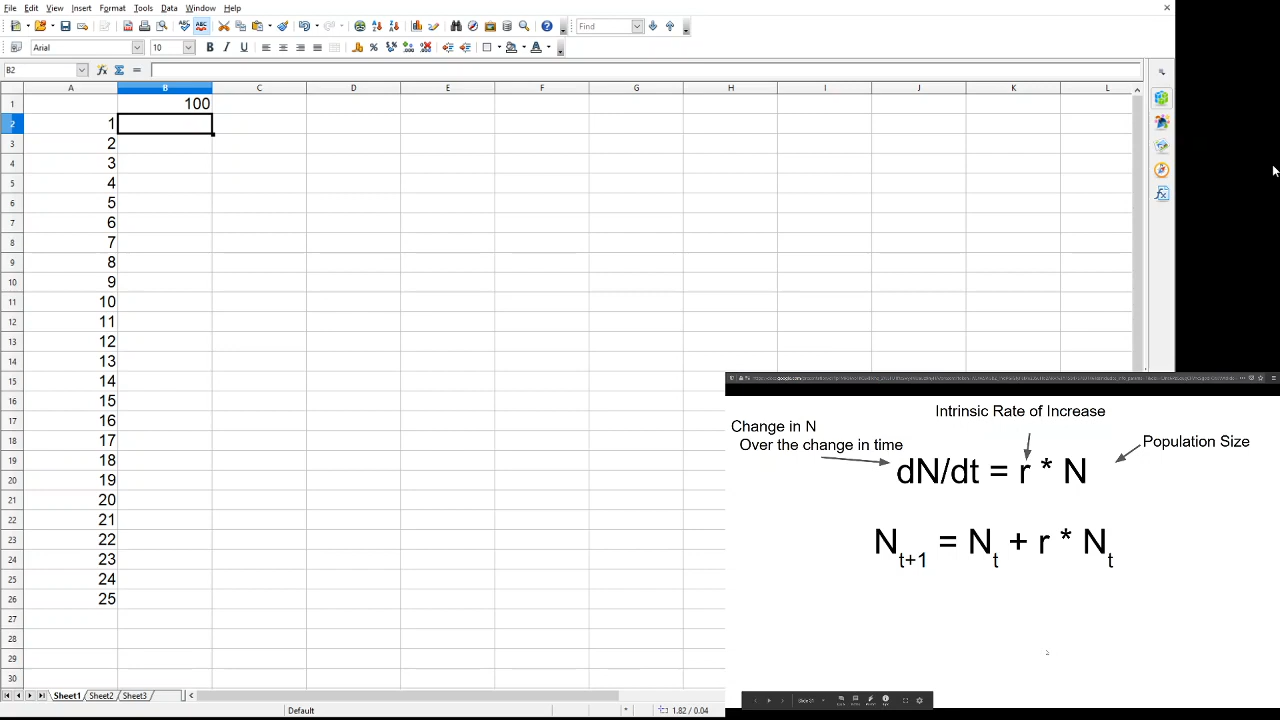 File Edit View Insert Format Tools Data Window Help
Find
Arial 10
B2
A B C D E F G H I J K L
1 100
2 1
3 2
4 3
5 4
6 5
7 6
8 7
9 8
10 9
11 10
12 11
13 12
14 13
15 14
16 15
17 16
18 17
19 18
20 19
21 20
22 21
23 22
24 23
25 24
26 25
27
28
29
30
Sheet1 Sheet2 Sheet3
Default * 1.82 / 0.04
Intrinsic Rate of Increase
Change in N
Over the change in time
Population Size
dN/dt = r * N
Nt+1 = Nt + r * Nt